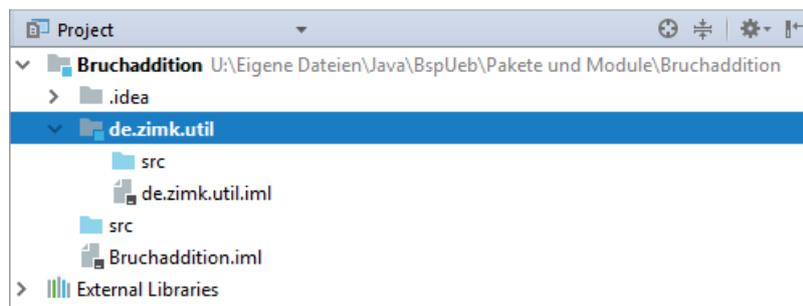 Project
Bruchaddition U:\Eigene Dateien\Java\BspUeb\Pakete und Module\Bruchaddition
.idea
de.zimk.util
src
de.zimk.util.iml
src
Bruchaddition.iml
External Libraries